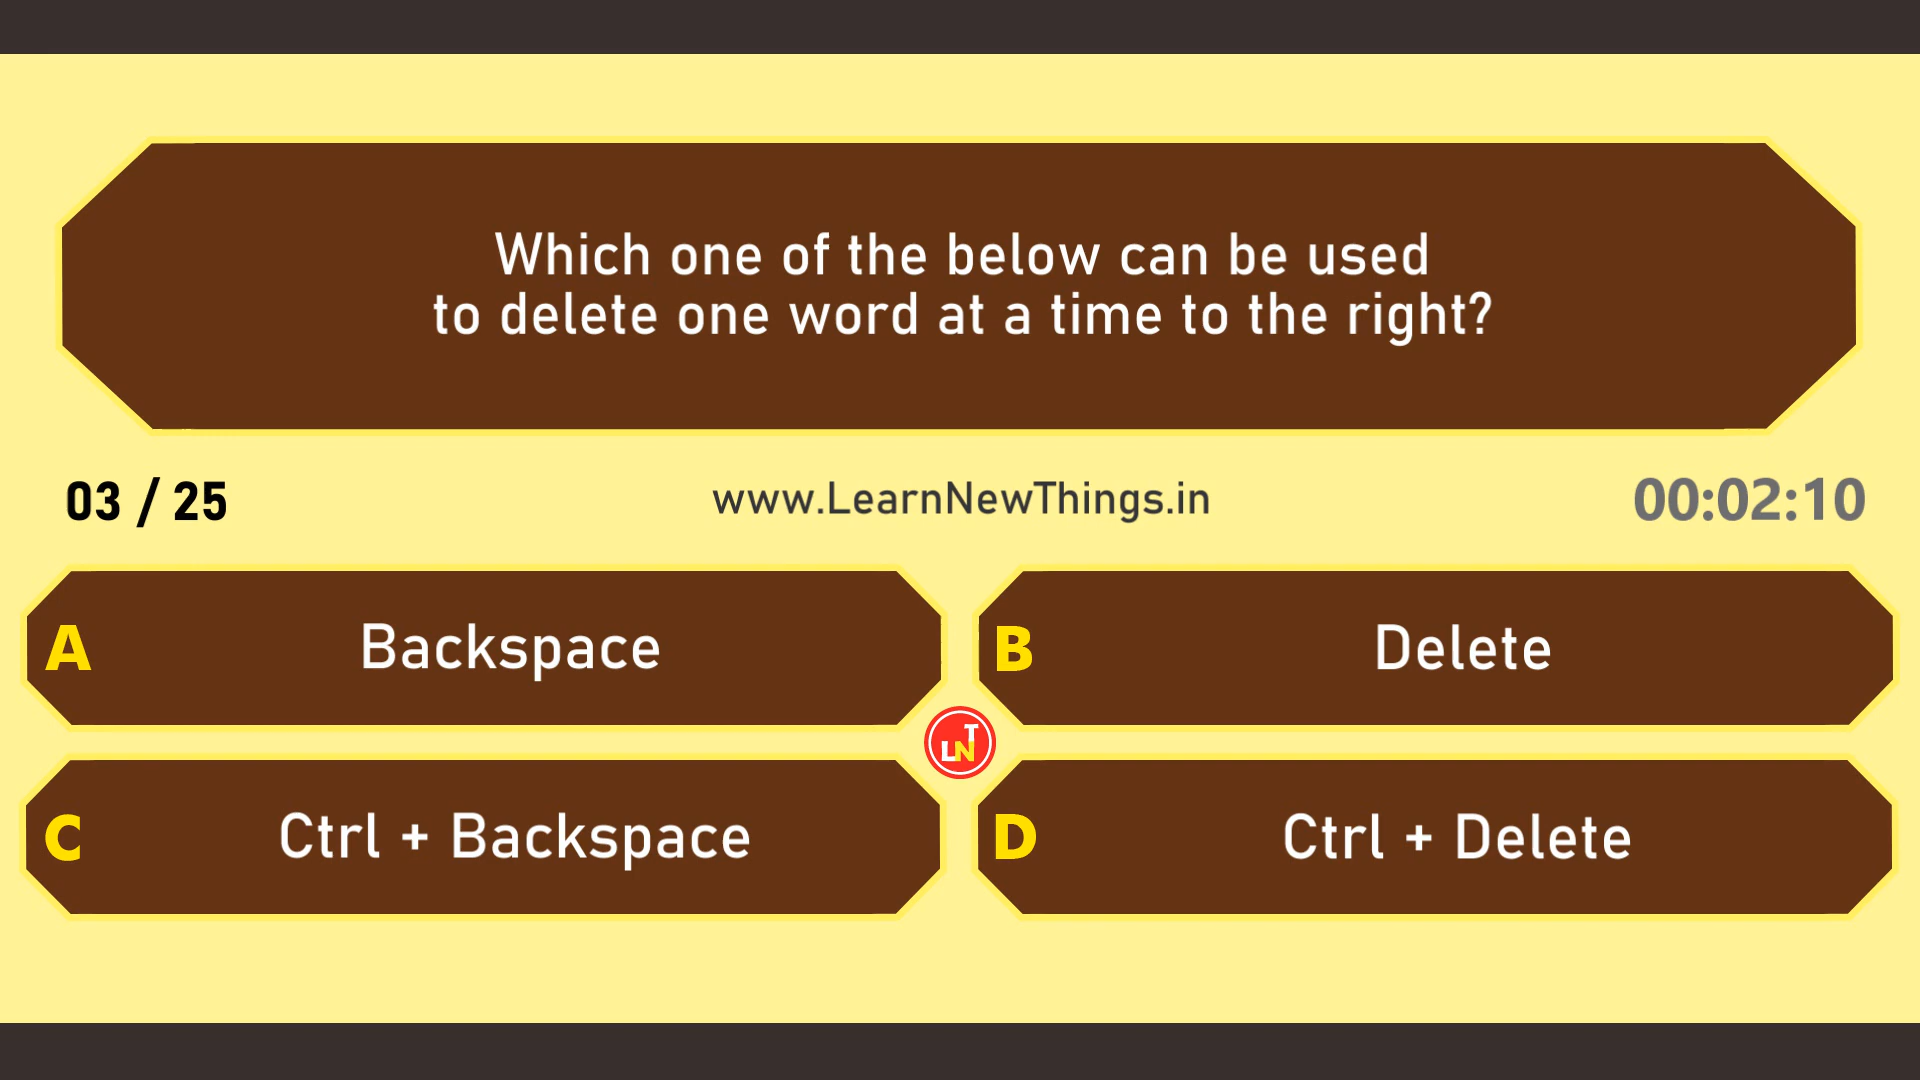 Which one of the below can be used
to delete one word at a time to the right?
03 / 25
www.LearnNewThings.in
00:02:10
A Backspace
B Delete
LNT
C Ctrl + Backspace
D Ctrl + Delete